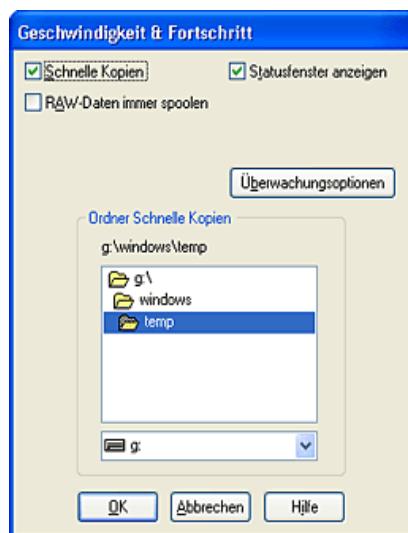 Geschwindigkeit & Fortschritt
Schnelle Kopien
Statusfenster anzeigen
RAW-Daten immer spoolen
Überwachungsoptionen
Ordner Schnelle Kopien
g:\windows\temp
g:\
windows
temp
g:
OK
Abbrechen
Hilfe